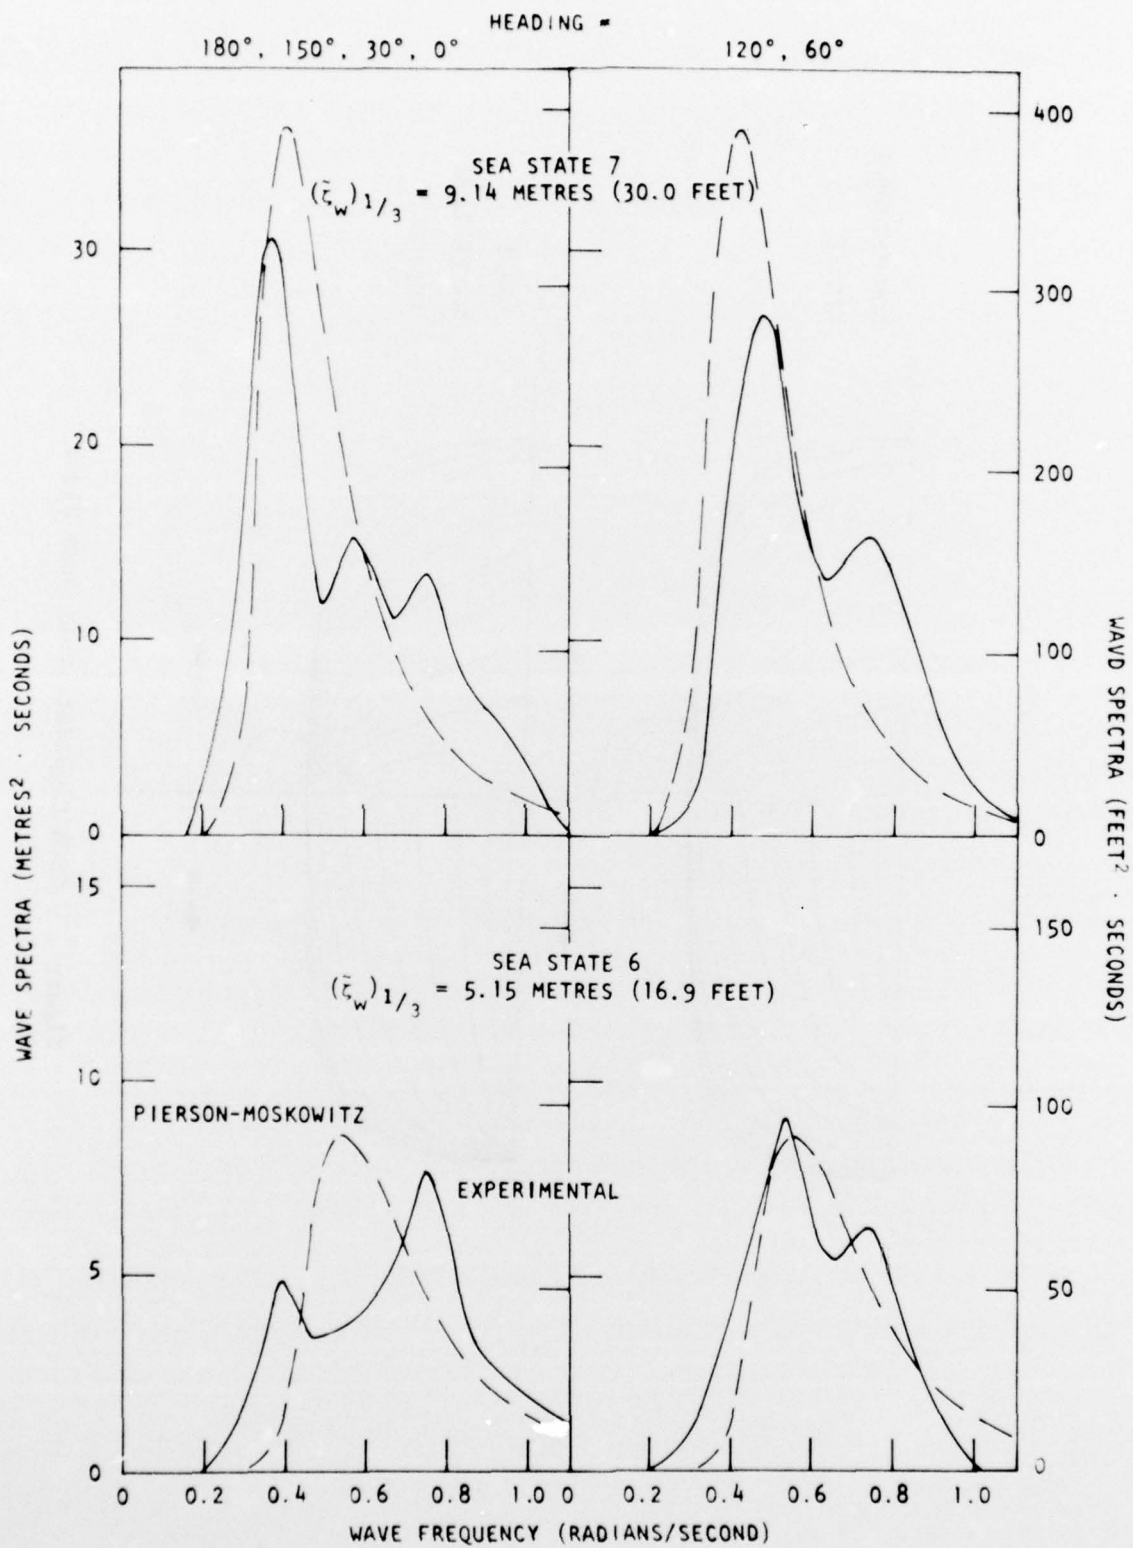 HEADING =
180°, 150°, 30°, 0°
120°, 60°
SEA STATE 7
(ζ̄w)1/3 = 9.14 METRES (30.0 FEET)
30
20
10
0
400
300
200
100
0
WAVE SPECTRA (METRES² · SECONDS)
WAVD SPECTRA (FEET² · SECONDS)
SEA STATE 6
(ζ̄w)1/3 = 5.15 METRES (16.9 FEET)
15
10
5
0
150
100
50
0
PIERSON-MOSKOWITZ
EXPERIMENTAL
0 0.2 0.4 0.6 0.8 1.0 0 0.2 0.4 0.6 0.8 1.0
WAVE FREQUENCY (RADIANS/SECOND)